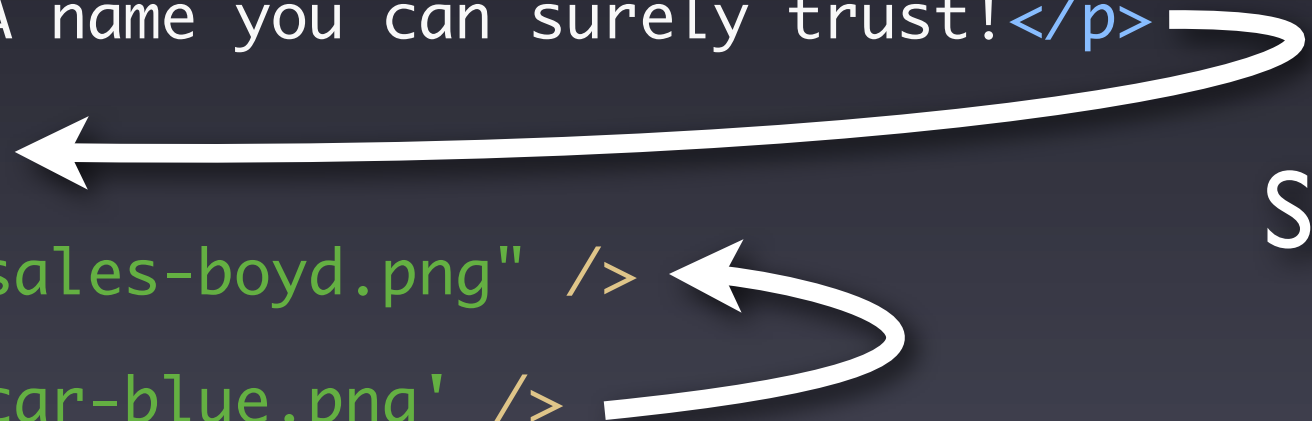 A name you can surely trust!</p>
S
sales-boyd.png" />
car-blue.png' />